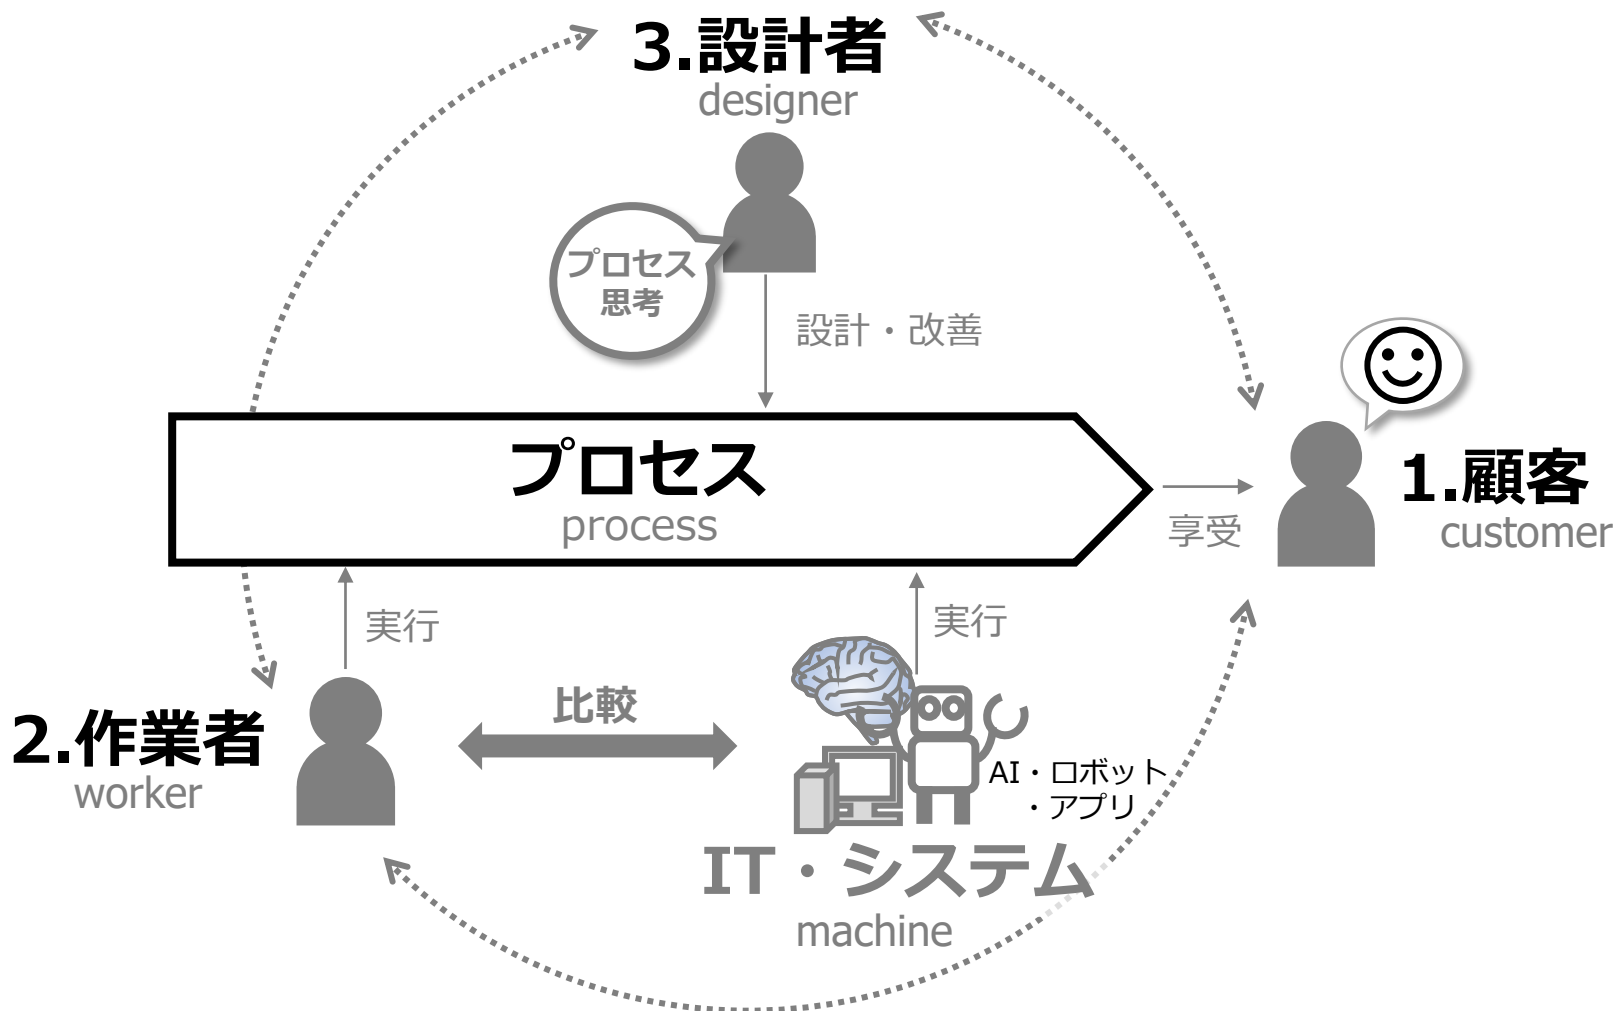 3.設計者
designer
プロセス
思考
設計・改善
プロセス
process
享受
1.顧客
customer
実行
実行
2.作業者
worker
比較
AI・ロボット
・アプリ
IT・システム
machine